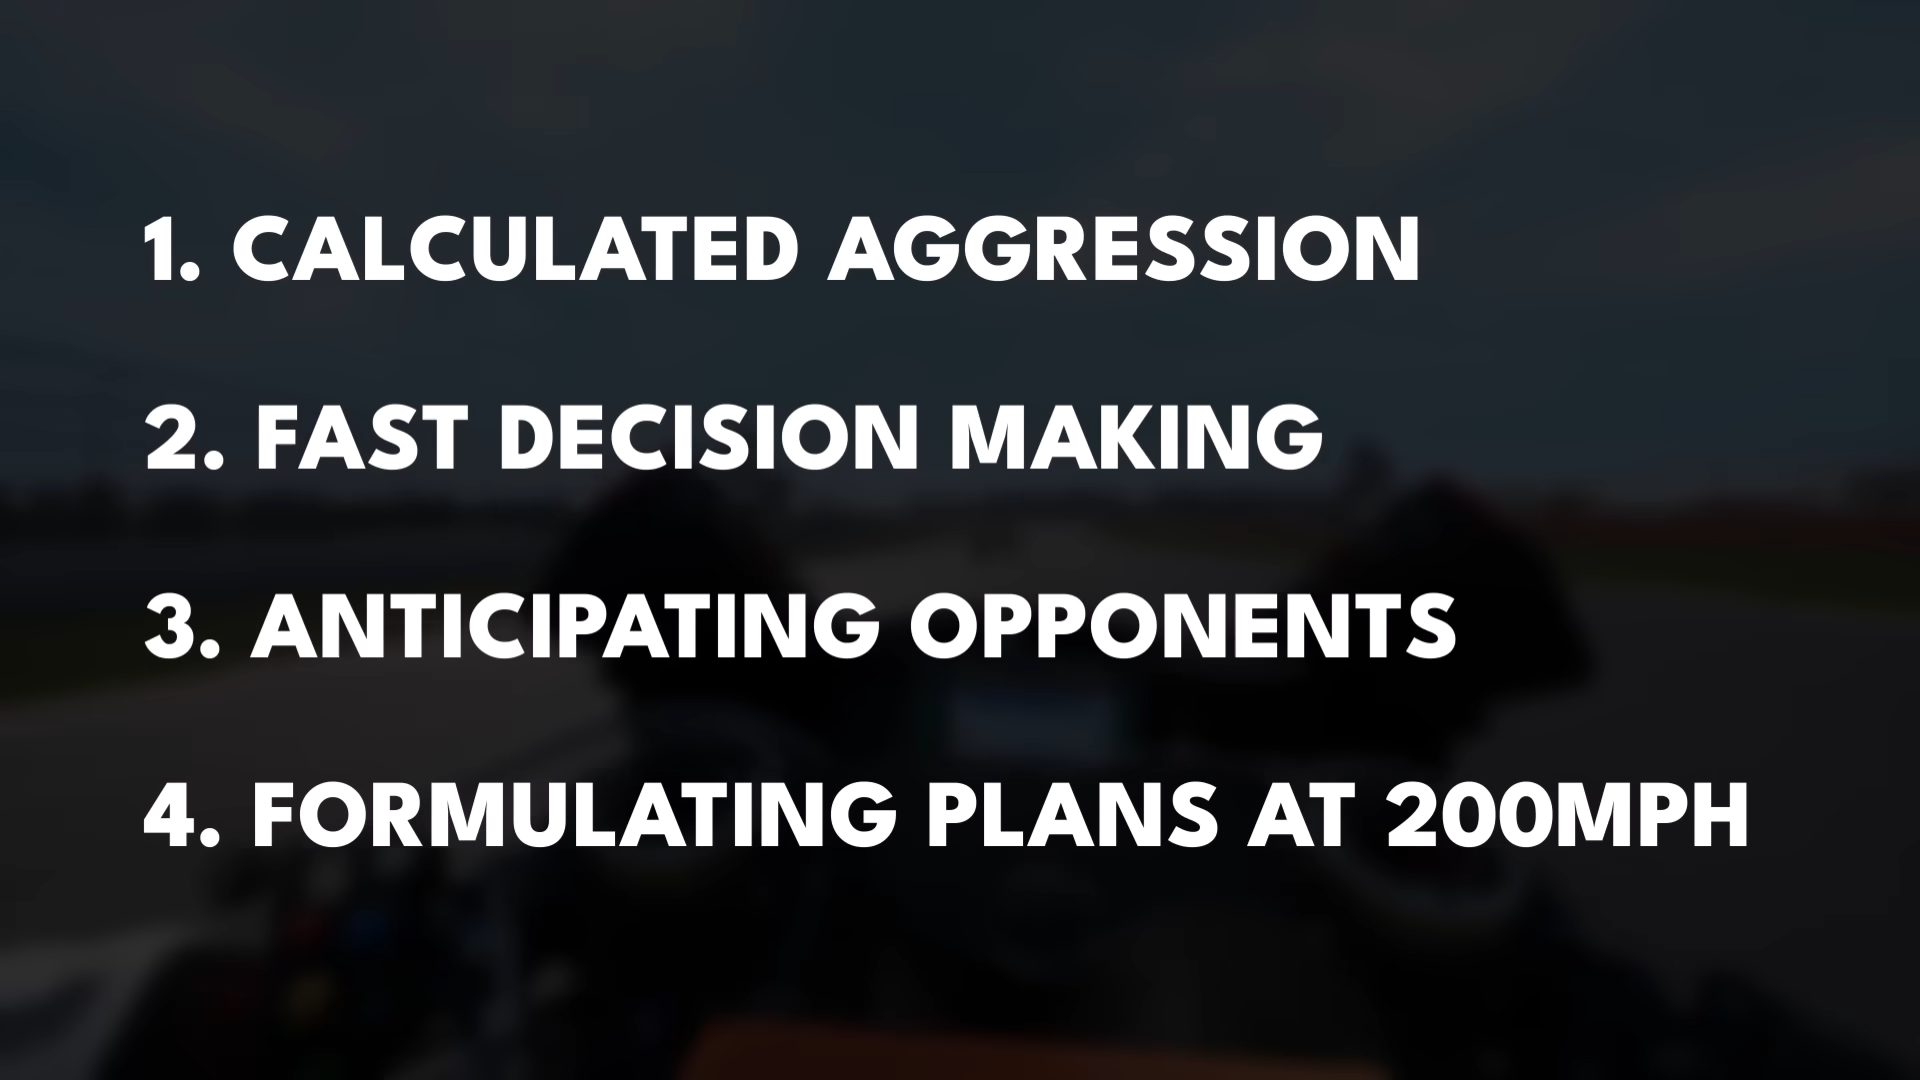 1. CALCULATED AGGRESSION
2. FAST DECISION MAKING
3. ANTICIPATING OPPONENTS
4. FORMULATING PLANS AT 200MPH